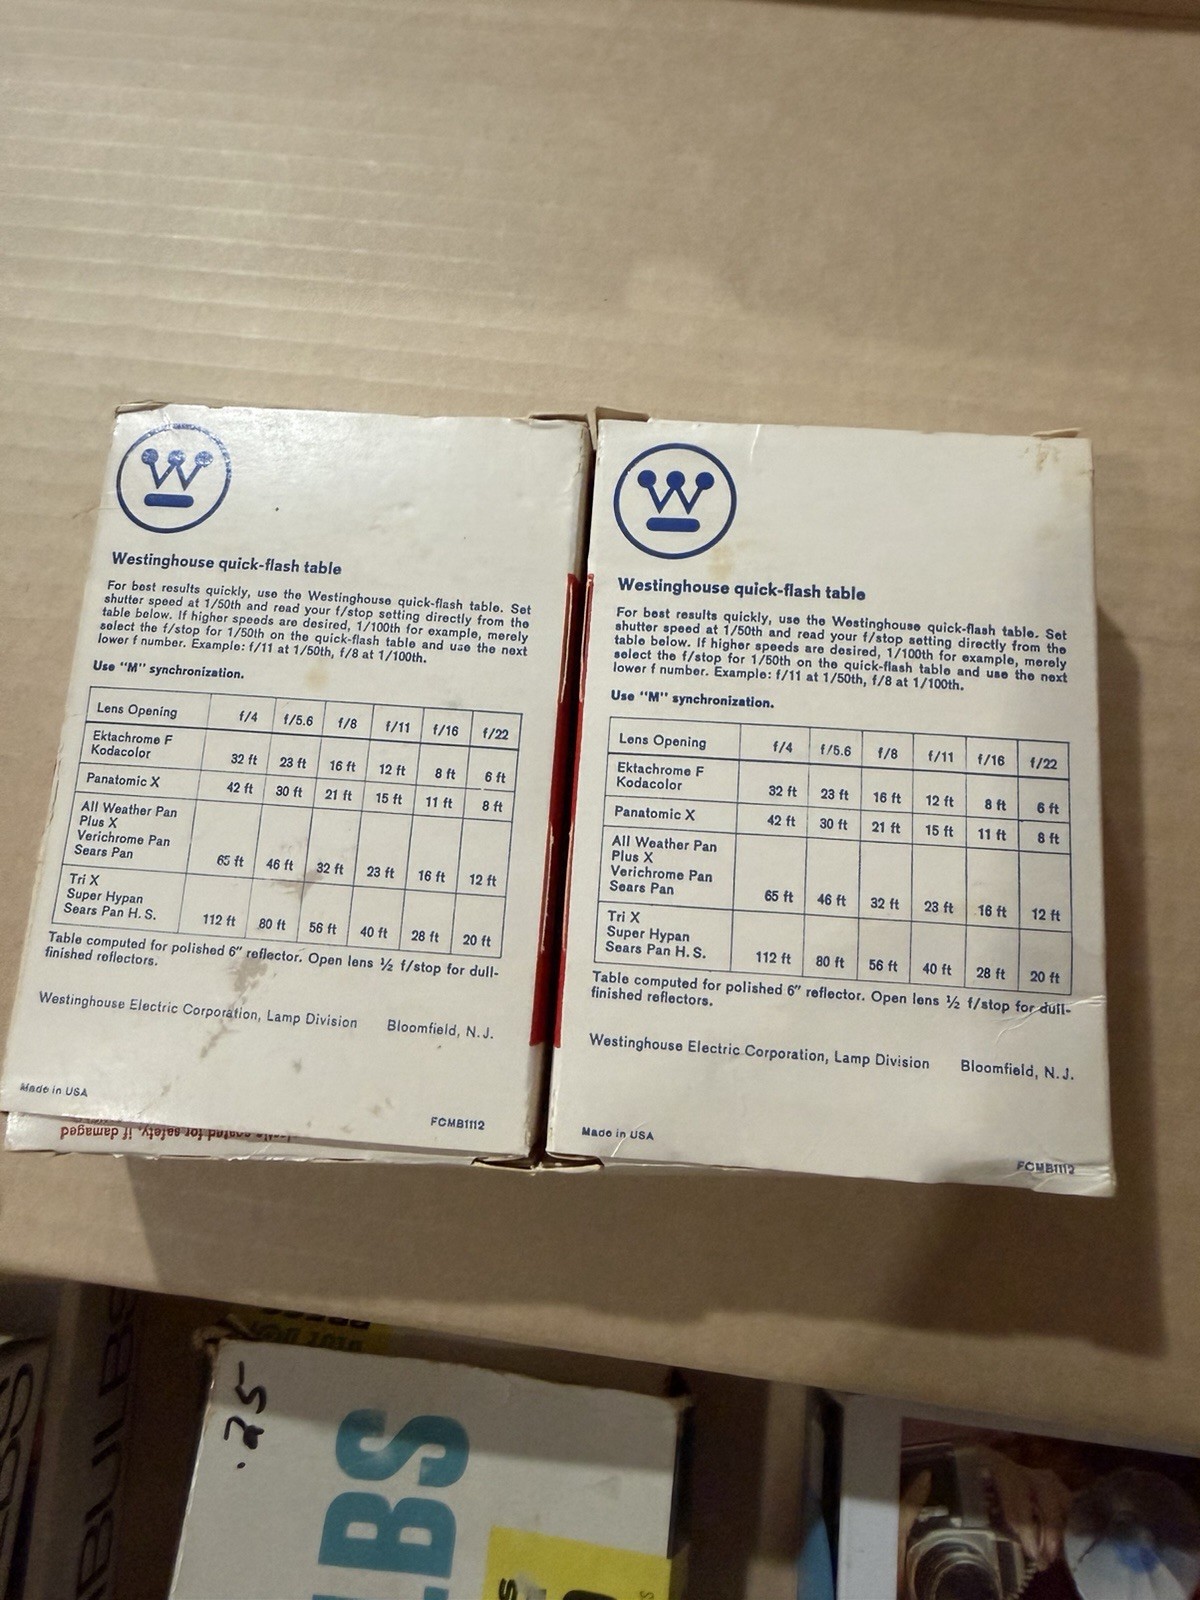 Westinghouse quick-flash table
For best results quickly, use the Westinghouse quick-flash table. Set
shutter speed at 1/50th and read your f/stop setting directly from the
table below. If higher speeds are desired, 1/100th for example, merely
select the f/stop for 1/50th on the quick-flash table and use the next
lower f number. Example: f/11 at 1/50th, f/8 at 1/100th.
Use "M" synchronization.
Lens Opening f/4 f/5.6 f/8 f/11 f/16 f/22
Ektachrome F
Kodacolor 32 ft 23 ft 16 ft 12 ft 8 ft 6 ft
Panatomic X 42 ft 30 ft 21 ft 15 ft 11 ft 8 ft
All Weather Pan
Plus X
Verichrome Pan
Sears Pan 65 ft 46 ft 32 ft 23 ft 16 ft 12 ft
Tri X
Super Hypan
Sears Pan H. S. 112 ft 80 ft 56 ft 40 ft 28 ft 20 ft
Table computed for polished 6" reflector. Open lens ½ f/stop for dull-
finished reflectors.
Westinghouse Electric Corporation, Lamp Division Bloomfield, N. J.
Made in USA
FCMB1112
coated for safety, if damaged
Westinghouse quick-flash table
For best results quickly, use the Westinghouse quick-flash table. Set
shutter speed at 1/50th and read your f/stop setting directly from the
table below. If higher speeds are desired, 1/100th for example, merely
select the f/stop for 1/50th on the quick-flash table and use the next
lower f number. Example: f/11 at 1/50th, f/8 at 1/100th.
Use "M" synchronization.
Lens Opening f/4 f/5.6 f/8 f/11 f/16 f/22
Ektachrome F
Kodacolor 32 ft 23 ft 16 ft 12 ft 8 ft 6 ft
Panatomic X 42 ft 30 ft 21 ft 15 ft 11 ft 8 ft
All Weather Pan
Plus X
Verichrome Pan
Sears Pan 65 ft 46 ft 32 ft 23 ft 16 ft 12 ft
Tri X
Super Hypan
Sears Pan H. S. 112 ft 80 ft 56 ft 40 ft 28 ft 20 ft
Table computed for polished 6" reflector. Open lens ½ f/stop for dull-
finished reflectors.
Westinghouse Electric Corporation, Lamp Division Bloomfield, N. J.
Made in USA
FCMB1112
.25
LBS